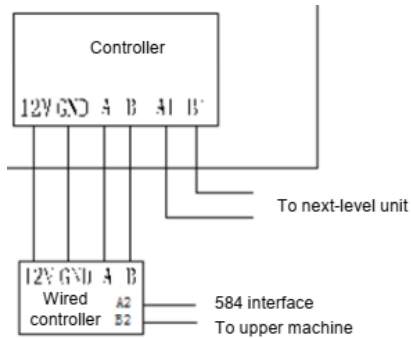 Controller
12V GND A B A1 B1
To next-level unit
12V GND A B
Wired
controller
A2
B2
584 interface
To upper machine